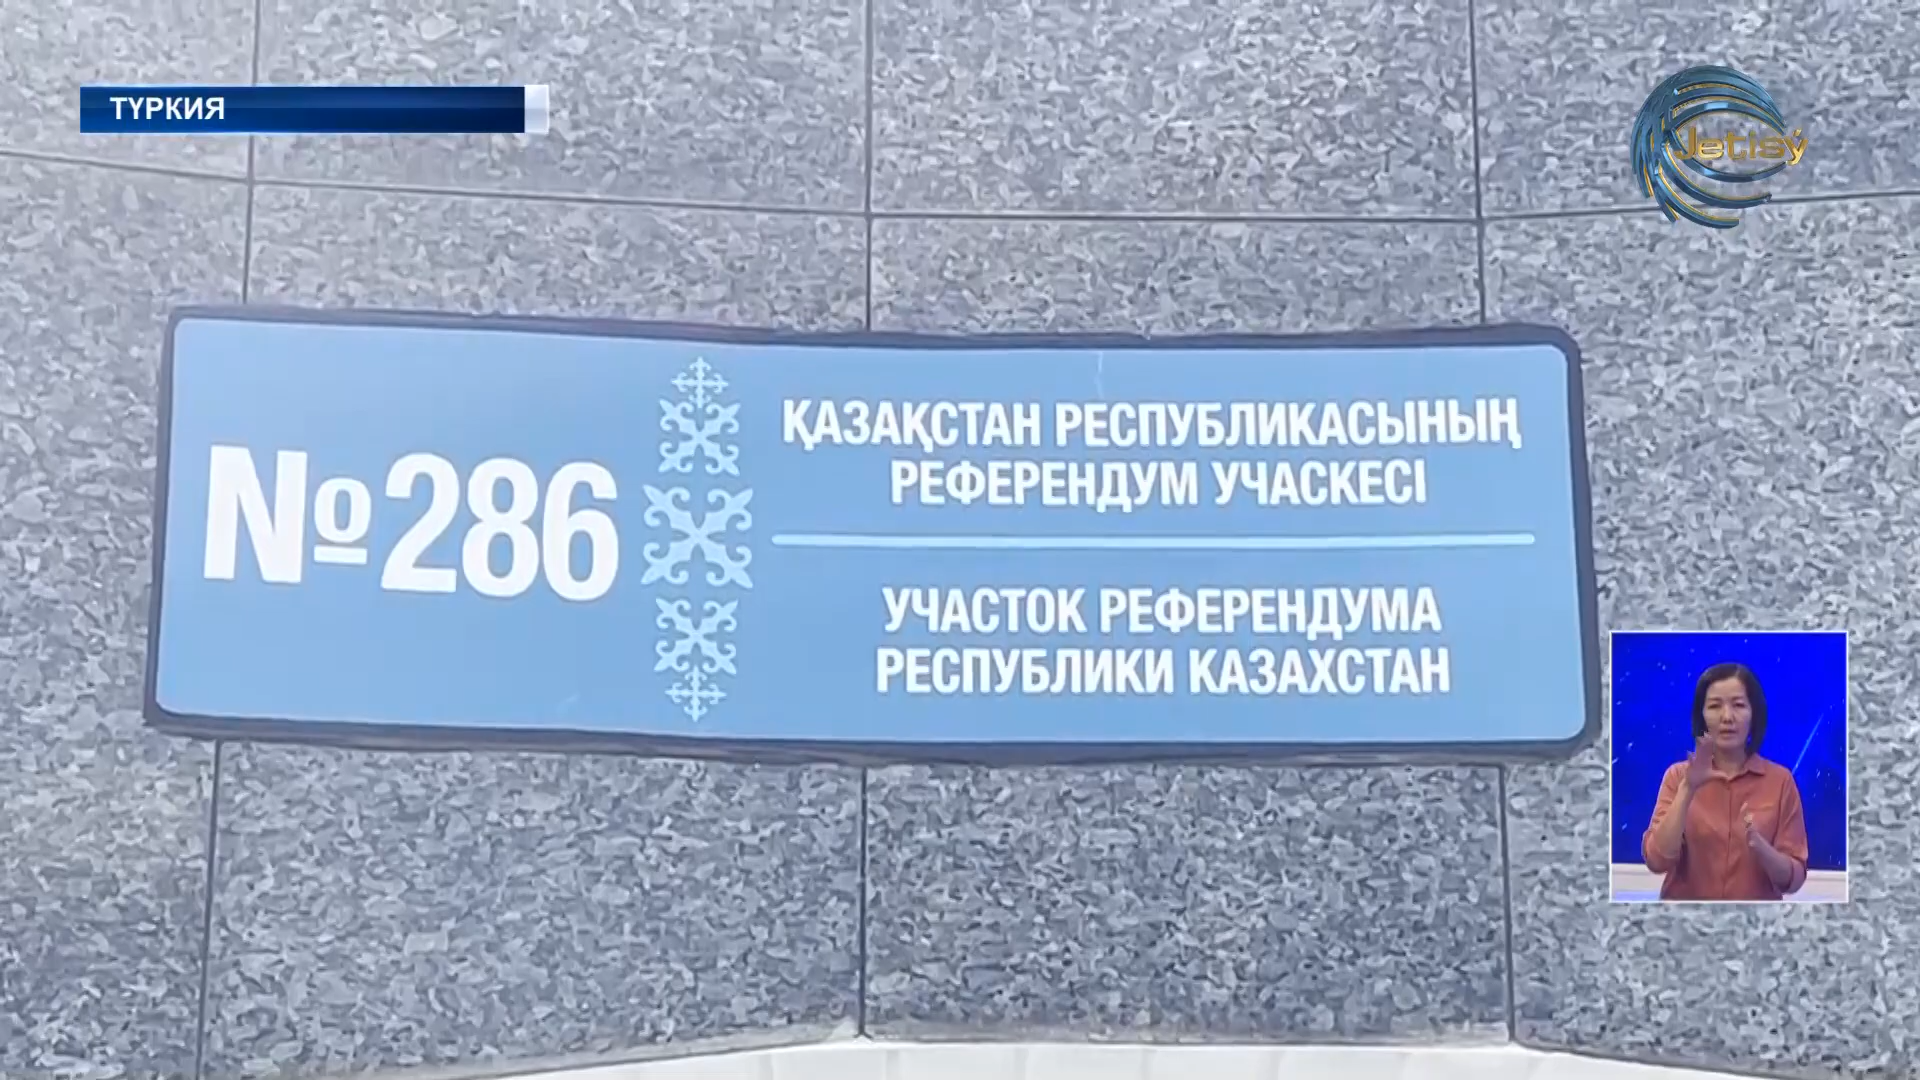 ТҮРКИЯ
Jetisý
№286
ҚАЗАҚСТАН РЕСПУБЛИКАСЫНЫҢ
РЕФЕРЕНДУМ УЧАСКЕСІ
УЧАСТОК РЕФЕРЕНДУМА
РЕСПУБЛИКИ КАЗАХСТАН